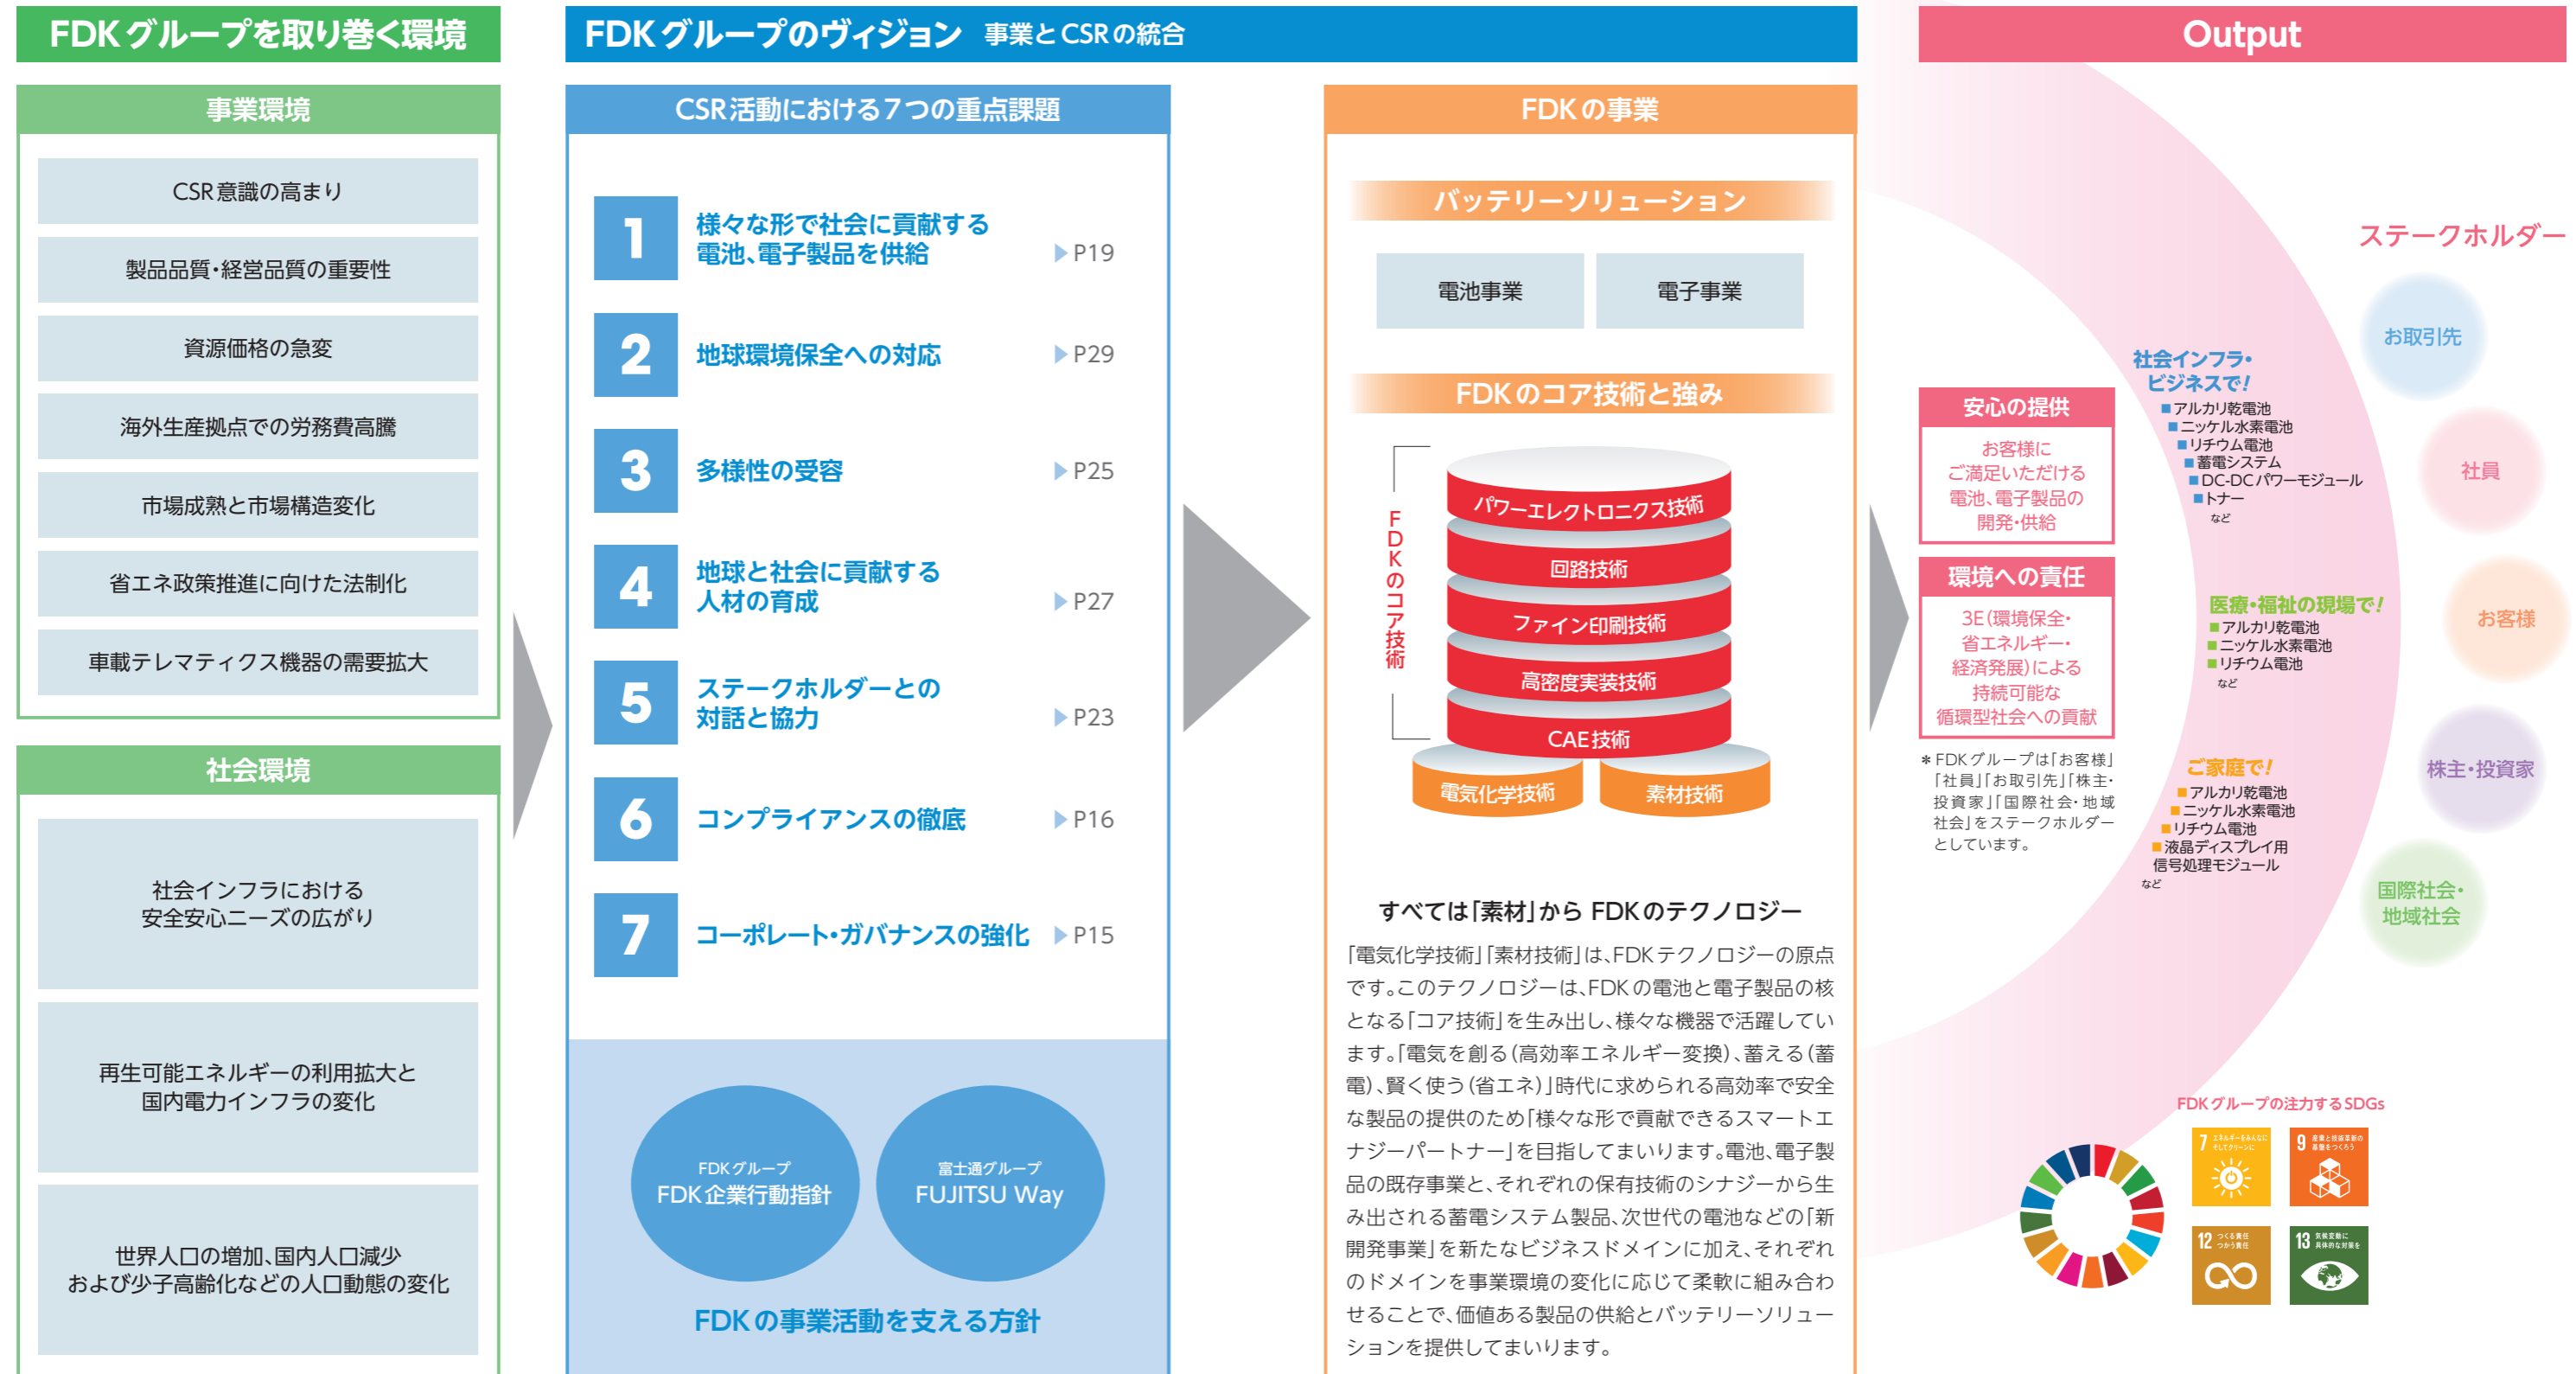 FDKグループを取り巻く環境
事業環境
CSR意識の高まり
製品品質・経営品質の重要性
資源価格の急変
海外生産拠点での労務費高騰
市場成熟と市場構造変化
省エネ政策推進に向けた法制化
車載テレマティクス機器の需要拡大
社会環境
社会インフラにおける
安全安心ニーズの広がり
再生可能エネルギーの利用拡大と
国内電力インフラの変化
世界人口の増加、国内人口減少
および少子高齢化などの人口動態の変化
FDKグループのヴィジョン 事業とCSRの統合
CSR活動における7つの重点課題
1 様々な形で社会に貢献する
電池、電子製品を供給 ▶P19
2 地球環境保全への対応 ▶P29
3 多様性の受容 ▶P25
4 地球と社会に貢献する
人材の育成 ▶P27
5 ステークホルダーとの
対話と協力 ▶P23
6 コンプライアンスの徹底 ▶P16
7 コーポレート・ガバナンスの強化 ▶P15
FDKグループ
FDK企業行動指針
富士通グループ
FUJITSU Way
FDKの事業活動を支える方針
FDKの事業
バッテリーソリューション
電池事業
電子事業
FDKのコア技術と強み
FDKのコア技術
パワーエレクトロニクス技術
回路技術
ファイン印刷技術
高密度実装技術
CAE技術
電気化学技術
素材技術
すべては「素材」から FDKのテクノロジー
「電気化学技術」「素材技術」は、FDKテクノロジーの原点
です。このテクノロジーは、FDKの電池と電子製品の核
となる「コア技術」を生み出し、様々な機器で活躍してい
ます。「電気を創る（高効率エネルギー変換）、蓄える（蓄
電）、賢く使う（省エネ）」時代に求められる高効率で安全
な製品の提供のため「様々な形で貢献できるスマートエ
ナジーパートナー」を目指してまいります。電池、電子製
品の既存事業と、それぞれの保有技術のシナジーから生
み出される蓄電システム製品、次世代の電池などの「新
開発事業」を新たなビジネスドメインに加え、それぞれ
のドメインを事業環境の変化に応じて柔軟に組み合わ
せることで、価値ある製品の供給とバッテリーソリュー
ションを提供してまいります。
Output
安心の提供
お客様に
ご満足いただける
電池、電子製品の
開発・供給
環境への責任
3E（環境保全・
省エネルギー・
経済発展）による
持続可能な
循環型社会への貢献
＊FDKグループは「お客様」
「社員」「お取引先」「株主・
投資家」「国際社会・地域
社会」をステークホルダー
としています。
社会インフラ・
ビジネスで！
■アルカリ乾電池
■ニッケル水素電池
■リチウム電池
■蓄電システム
■DC-DCパワーモジュール
■トナー
など
医療・福祉の現場で！
■アルカリ乾電池
■ニッケル水素電池
■リチウム電池
など
ご家庭で！
■アルカリ乾電池
■ニッケル水素電池
■リチウム電池
■液晶ディスプレイ用
信号処理モジュール
など
ステークホルダー
お取引先
社員
お客様
株主・投資家
国際社会・
地域社会
FDKグループの注力するSDGs
7 エネルギーをみんなに
そしてクリーンに
9 産業と技術革新の
基盤をつくろう
12 つくる責任
つかう責任
13 気候変動に
具体的な対策を